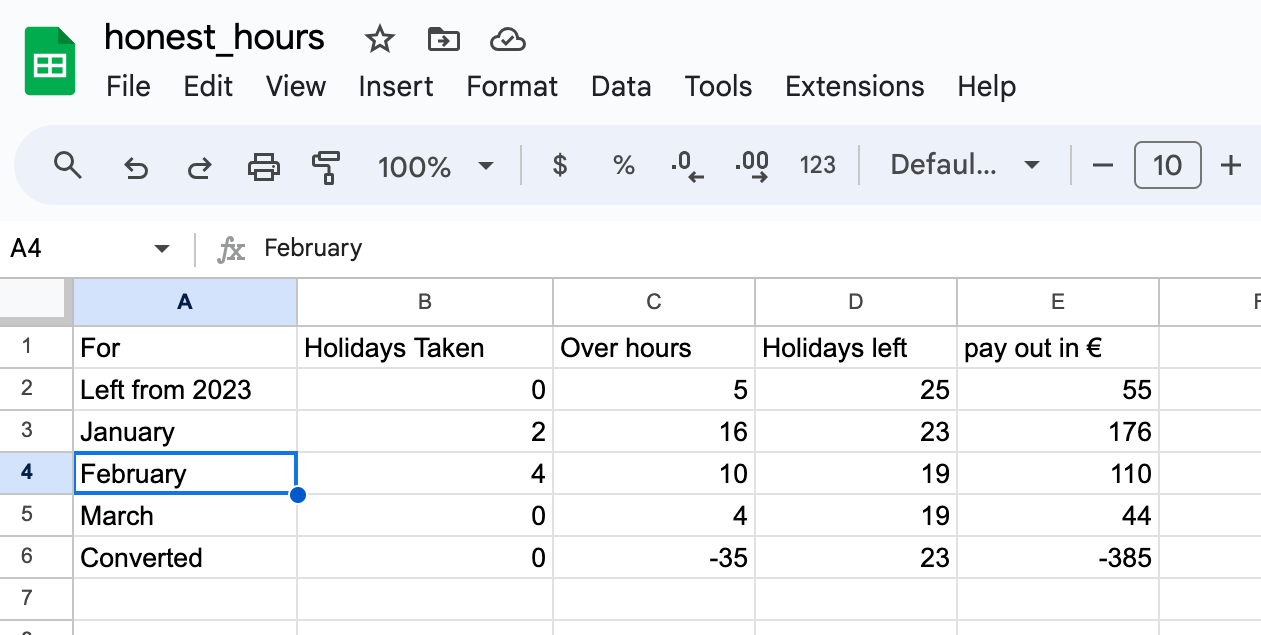 honest_hours
File Edit View Insert Format Data Tools Extensions Help
100% $ % .0 .00 123 Defaul... 10
A4 fx February
A B C D E F
1 For Holidays Taken Over hours Holidays left pay out in €
2 Left from 2023 0 5 25 55
3 January 2 16 23 176
4 February 4 10 19 110
5 March 0 4 19 44
6 Converted 0 -35 23 -385
7